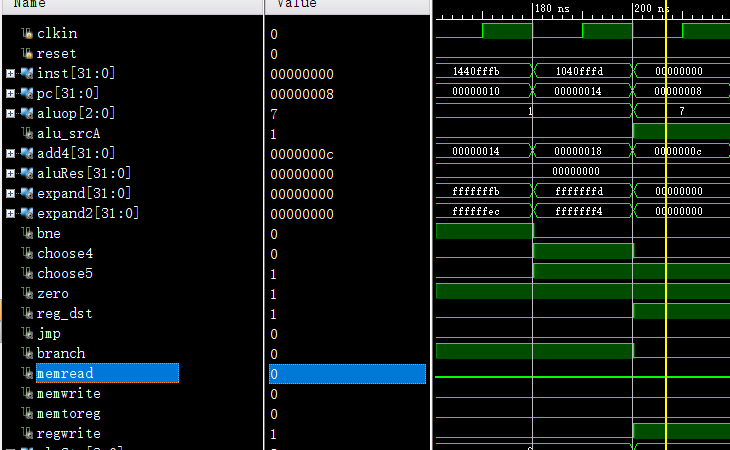 Name Value
180 ns 200 ns
clkin 0
reset 0
inst[31:0] 00000000 1440fffb 1040fffd 00000000
pc[31:0] 00000008 00000010 00000014 00000008
aluop[2:0] 7 1 7
alu_srcA 1
add4[31:0] 0000000c 00000014 00000018 0000000c
aluRes[31:0] 00000000 00000000
expand[31:0] 00000000 fffffffb fffffffd 00000000
expand2[31:0] 00000000 ffffffec fffffff4 00000000
bne 0
choose4 0
choose5 1
zero 1
reg_dst 1
jmp 0
branch 0
memread 0
memwrite 0
memtoreg 0
regwrite 1